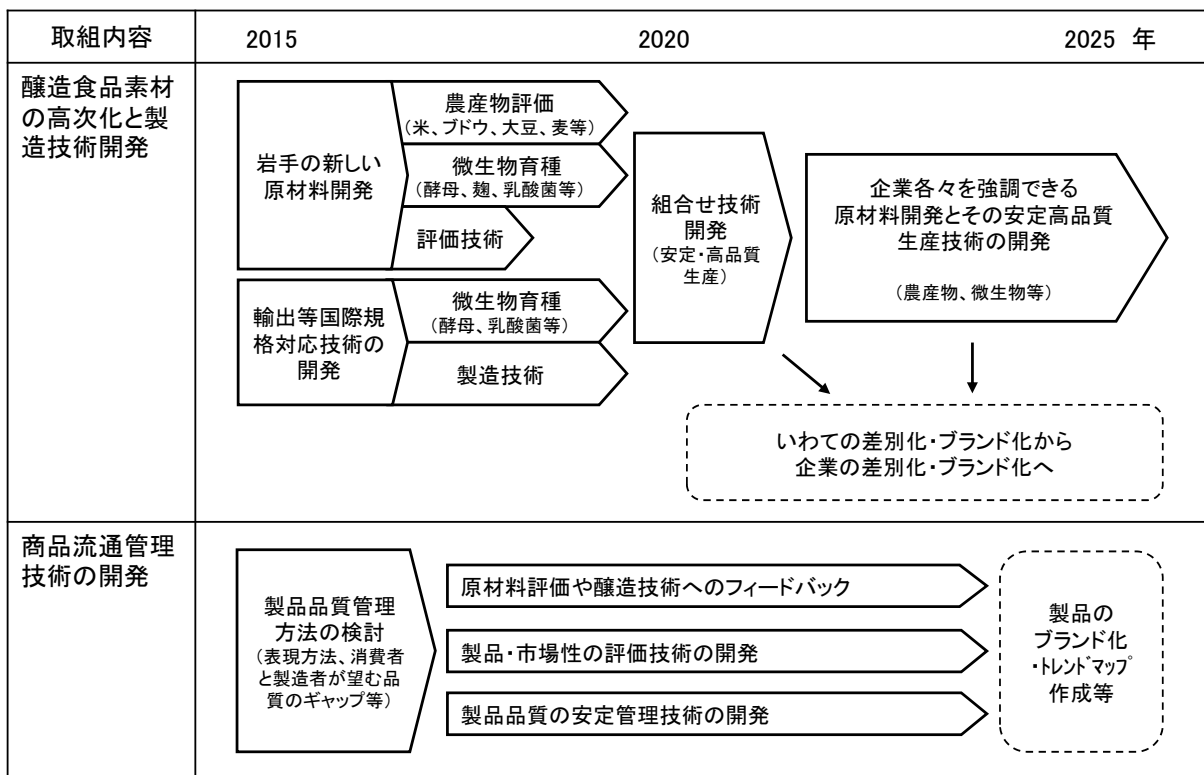 取組内容
2015
2020
2025 年
醸造食品素材
の高次化と製
造技術開発
岩手の新しい
原材料開発
農産物評価
(米、ブドウ、大豆、麦等)
微生物育種
(酵母、麹、乳酸菌等)
評価技術
輸出等国際規
格対応技術の
開発
微生物育種
(酵母、乳酸菌等)
製造技術
組合せ技術
開発
(安定・高品質
生産)
企業各々を強調できる
原材料開発とその安定高品質
生産技術の開発
(農産物、微生物等)
いわての差別化・ブランド化から
企業の差別化・ブランド化へ
商品流通管理
技術の開発
製品品質管理
方法の検討
(表現方法、消費者
と製造者が望む品
質のギャップ等)
原材料評価や醸造技術へのフィードバック
製品・市場性の評価技術の開発
製品品質の安定管理技術の開発
製品の
ブランド化
・ﾄﾚﾝﾄﾞﾏｯﾌﾟ
作成等